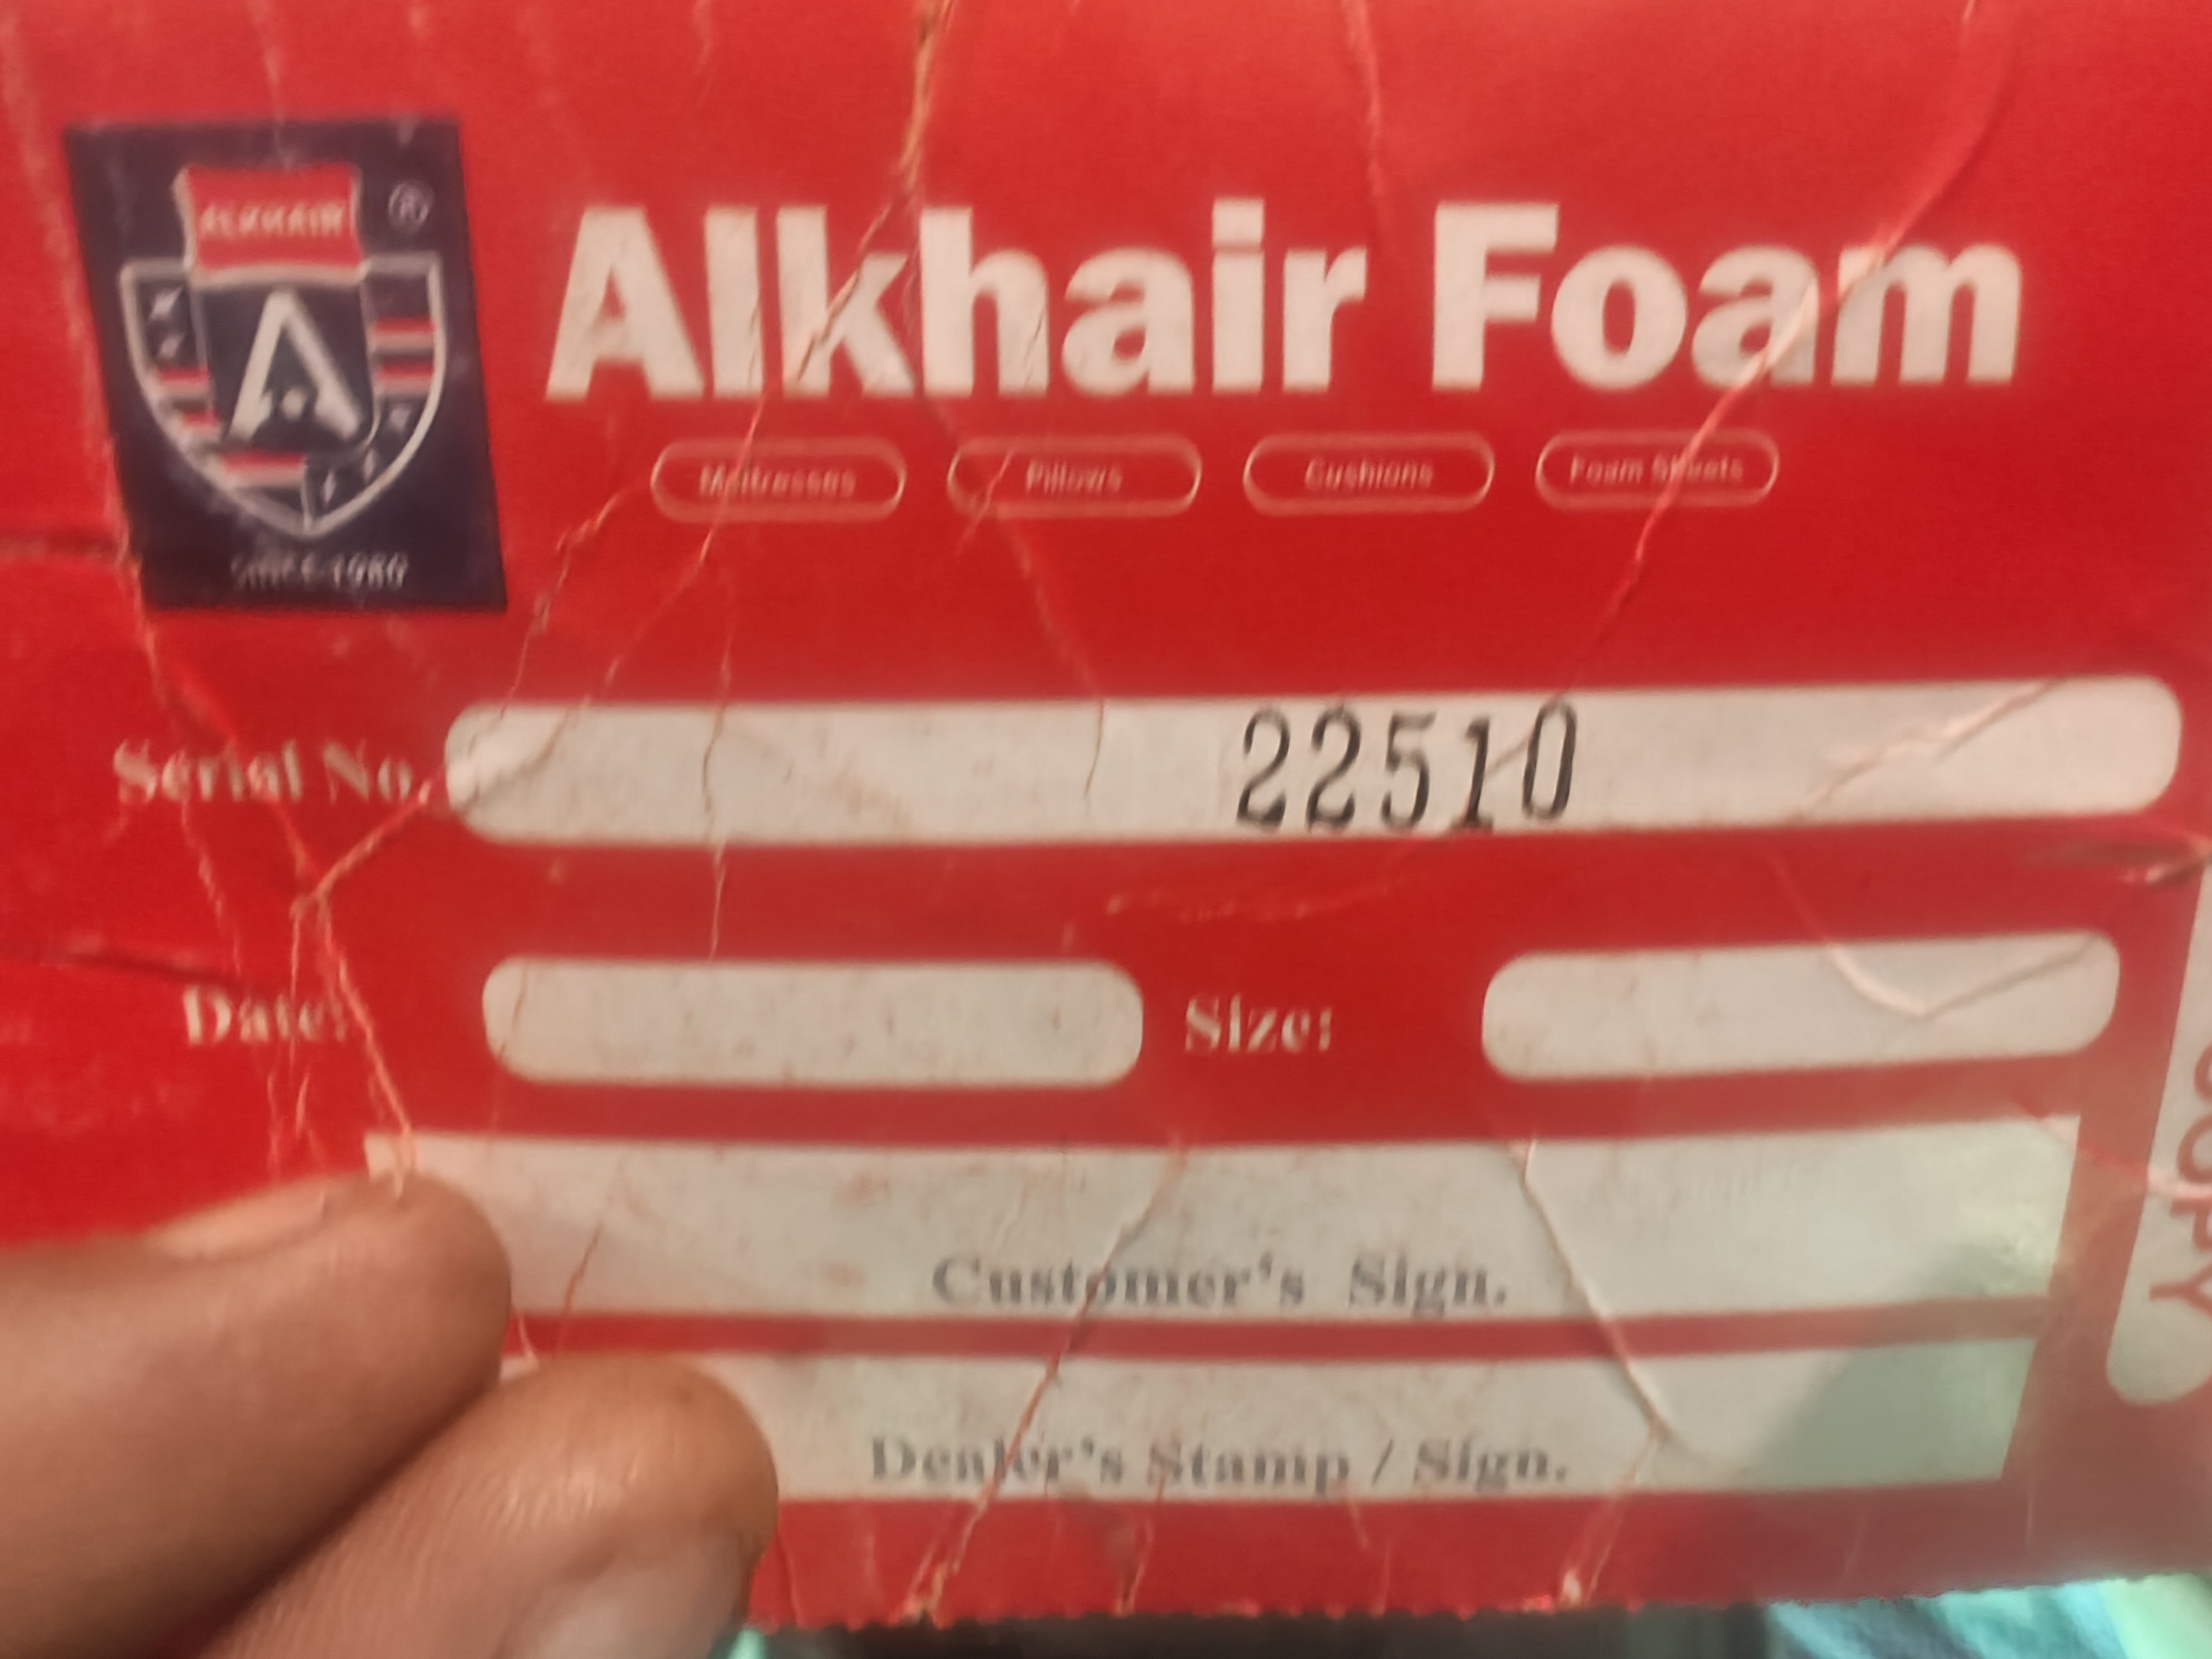 ALKHAIR ®
A
SINCE-1980
Alkhair Foam
Mattresses Pillows Cushions Foam Sheets
Serial No. 22510
Date: Size:
Customer's Sign.
Dealer's Stamp / Sign.
COPY